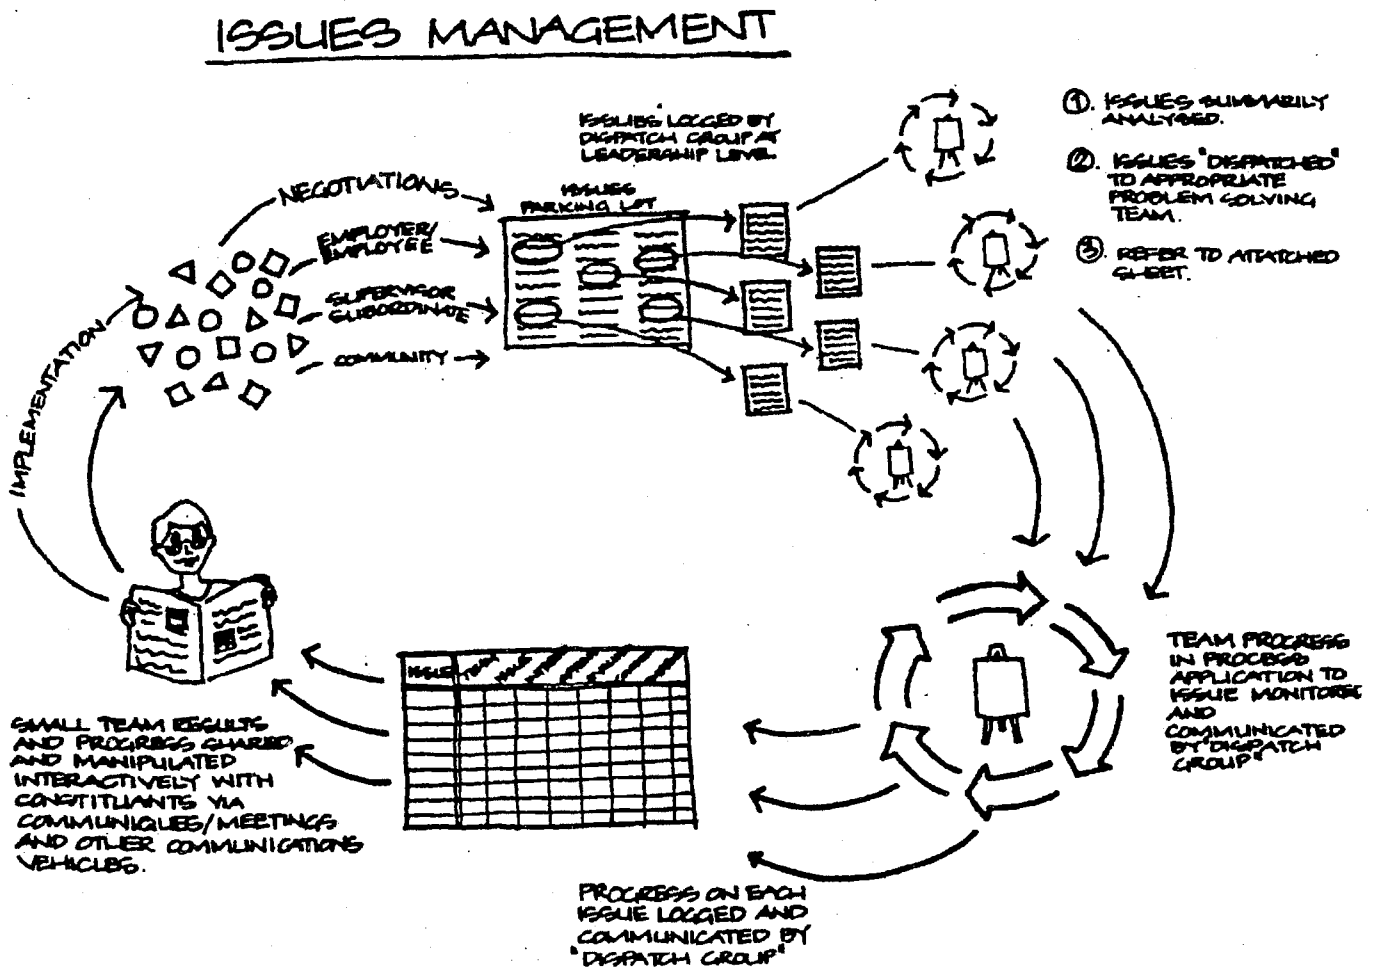 ISSUES MANAGEMENT
ISSUES LOGGED BY
DISPATCH GROUP AT
LEADERSHIP LEVEL
NEGOTIATIONS
EMPLOYER/
EMPLOYEE
SUPERVISOR
SUBORDINATE
COMMUNITY
ISSUES
PARKING LOT
1. ISSUES SUMMARILY
ANALYSED.
2. ISSUES "DISPATCHED"
TO APPROPRIATE
PROBLEM SOLVING
TEAM.
3. REFER TO ATTATCHED
SHEET.
IMPLEMENTATION
TEAM PROGRESS
IN PROCESS
APPLICATION TO
ISSUE MONITORED
AND
COMMUNICATED
BY "DISPATCH
GROUP"
ISSUE
SMALL TEAM RESULTS
AND PROGRESS SHARED
AND MANIPULATED
INTERACTIVELY WITH
CONSTITUANTS VIA
COMMUNIQUES/MEETINGS
AND OTHER COMMUNICATIONS
VEHICLES.
PROGRESS ON EACH
ISSUE LOGGED AND
COMMUNICATED BY
"DISPATCH GROUP"